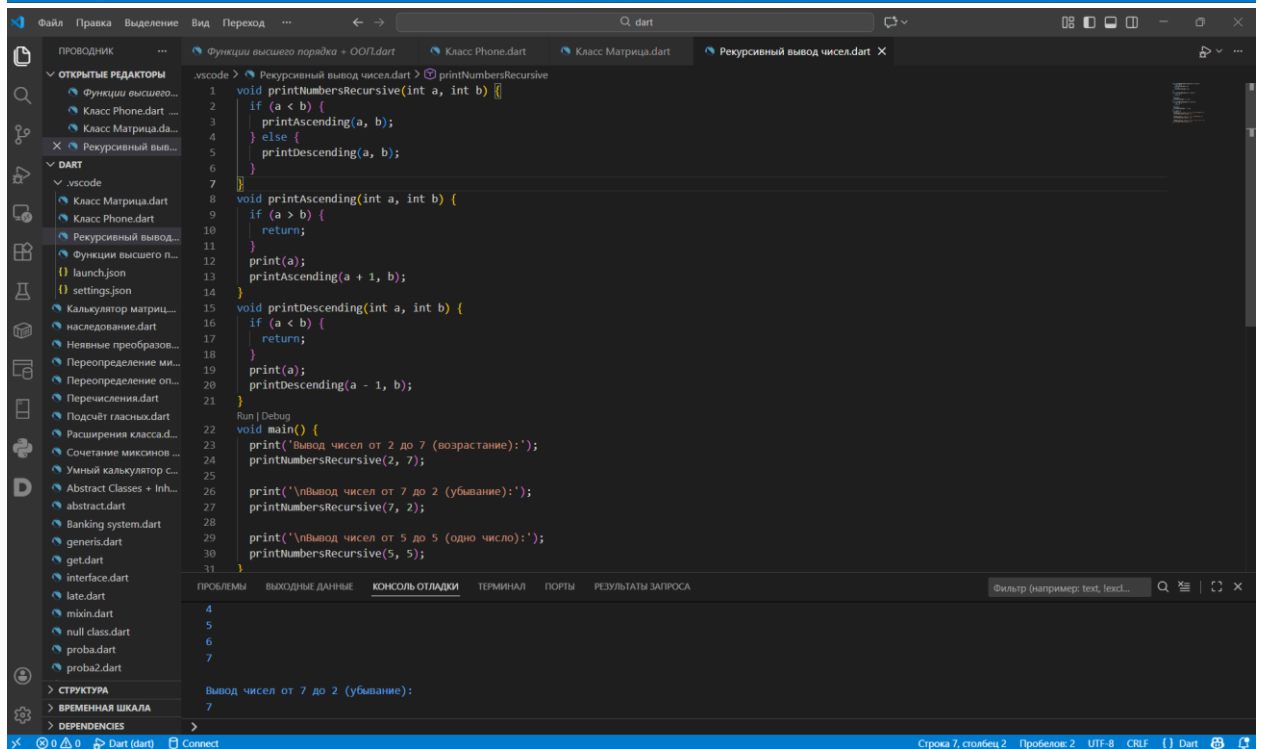 Файл Правка Выделение Вид Переход ··· dart
ПРОВОДНИК ···
ОТКРЫТЫЕ РЕДАКТОРЫ
Функции высшего...
Класс Phone.dart ....
Класс Матрица.da...
Рекурсивный выв...
DART
.vscode
Класс Матрица.dart
Класс Phone.dart
Рекурсивный вывод...
Функции высшего п...
{} launch.json
{} settings.json
Калькулятор матриц....
наследование.dart
Неявные преобразов...
Переопределение ми...
Переопределение оп...
Перечисления.dart
Подсчёт гласных.dart
Расширения класса.d...
Сочетание миксинов ...
Умный калькулятор с...
Abstract Classes + Inh...
abstract.dart
Banking system.dart
generis.dart
get.dart
interface.dart
late.dart
mixin.dart
null class.dart
proba.dart
proba2.dart
СТРУКТУРА
ВРЕМЕННАЯ ШКАЛА
DEPENDENCIES
Функции высшего порядка + ООП.dart Класс Phone.dart Класс Матрица.dart Рекурсивный вывод чисел.dart
.vscode > Рекурсивный вывод чисел.dart > printNumbersRecursive
1 void printNumbersRecursive(int a, int b) {
2 if (a < b) {
3 printAscending(a, b);
4 } else {
5 printDescending(a, b);
6 }
7 }
8 void printAscending(int a, int b) {
9 if (a > b) {
10 return;
11 }
12 print(a);
13 printAscending(a + 1, b);
14 }
15 void printDescending(int a, int b) {
16 if (a < b) {
17 return;
18 }
19 print(a);
20 printDescending(a - 1, b);
21 }
Run | Debug
22 void main() {
23 print('Вывод чисел от 2 до 7 (возрастание):');
24 printNumbersRecursive(2, 7);
25
26 print('\nВывод чисел от 7 до 2 (убывание):');
27 printNumbersRecursive(7, 2);
28
29 print('\nВывод чисел от 5 до 5 (одно число):');
30 printNumbersRecursive(5, 5);
31 }
ПРОБЛЕМЫ ВЫХОДНЫЕ ДАННЫЕ КОНСОЛЬ ОТЛАДКИ ТЕРМИНАЛ ПОРТЫ РЕЗУЛЬТАТЫ ЗАПРОСА Фильтр (например: text, !excl...
4
5
6
7
Вывод чисел от 7 до 2 (убывание):
7
>
0 0 Dart (dart) Connect Строка 7, столбец 2 Пробелов: 2 UTF-8 CRLF {} Dart